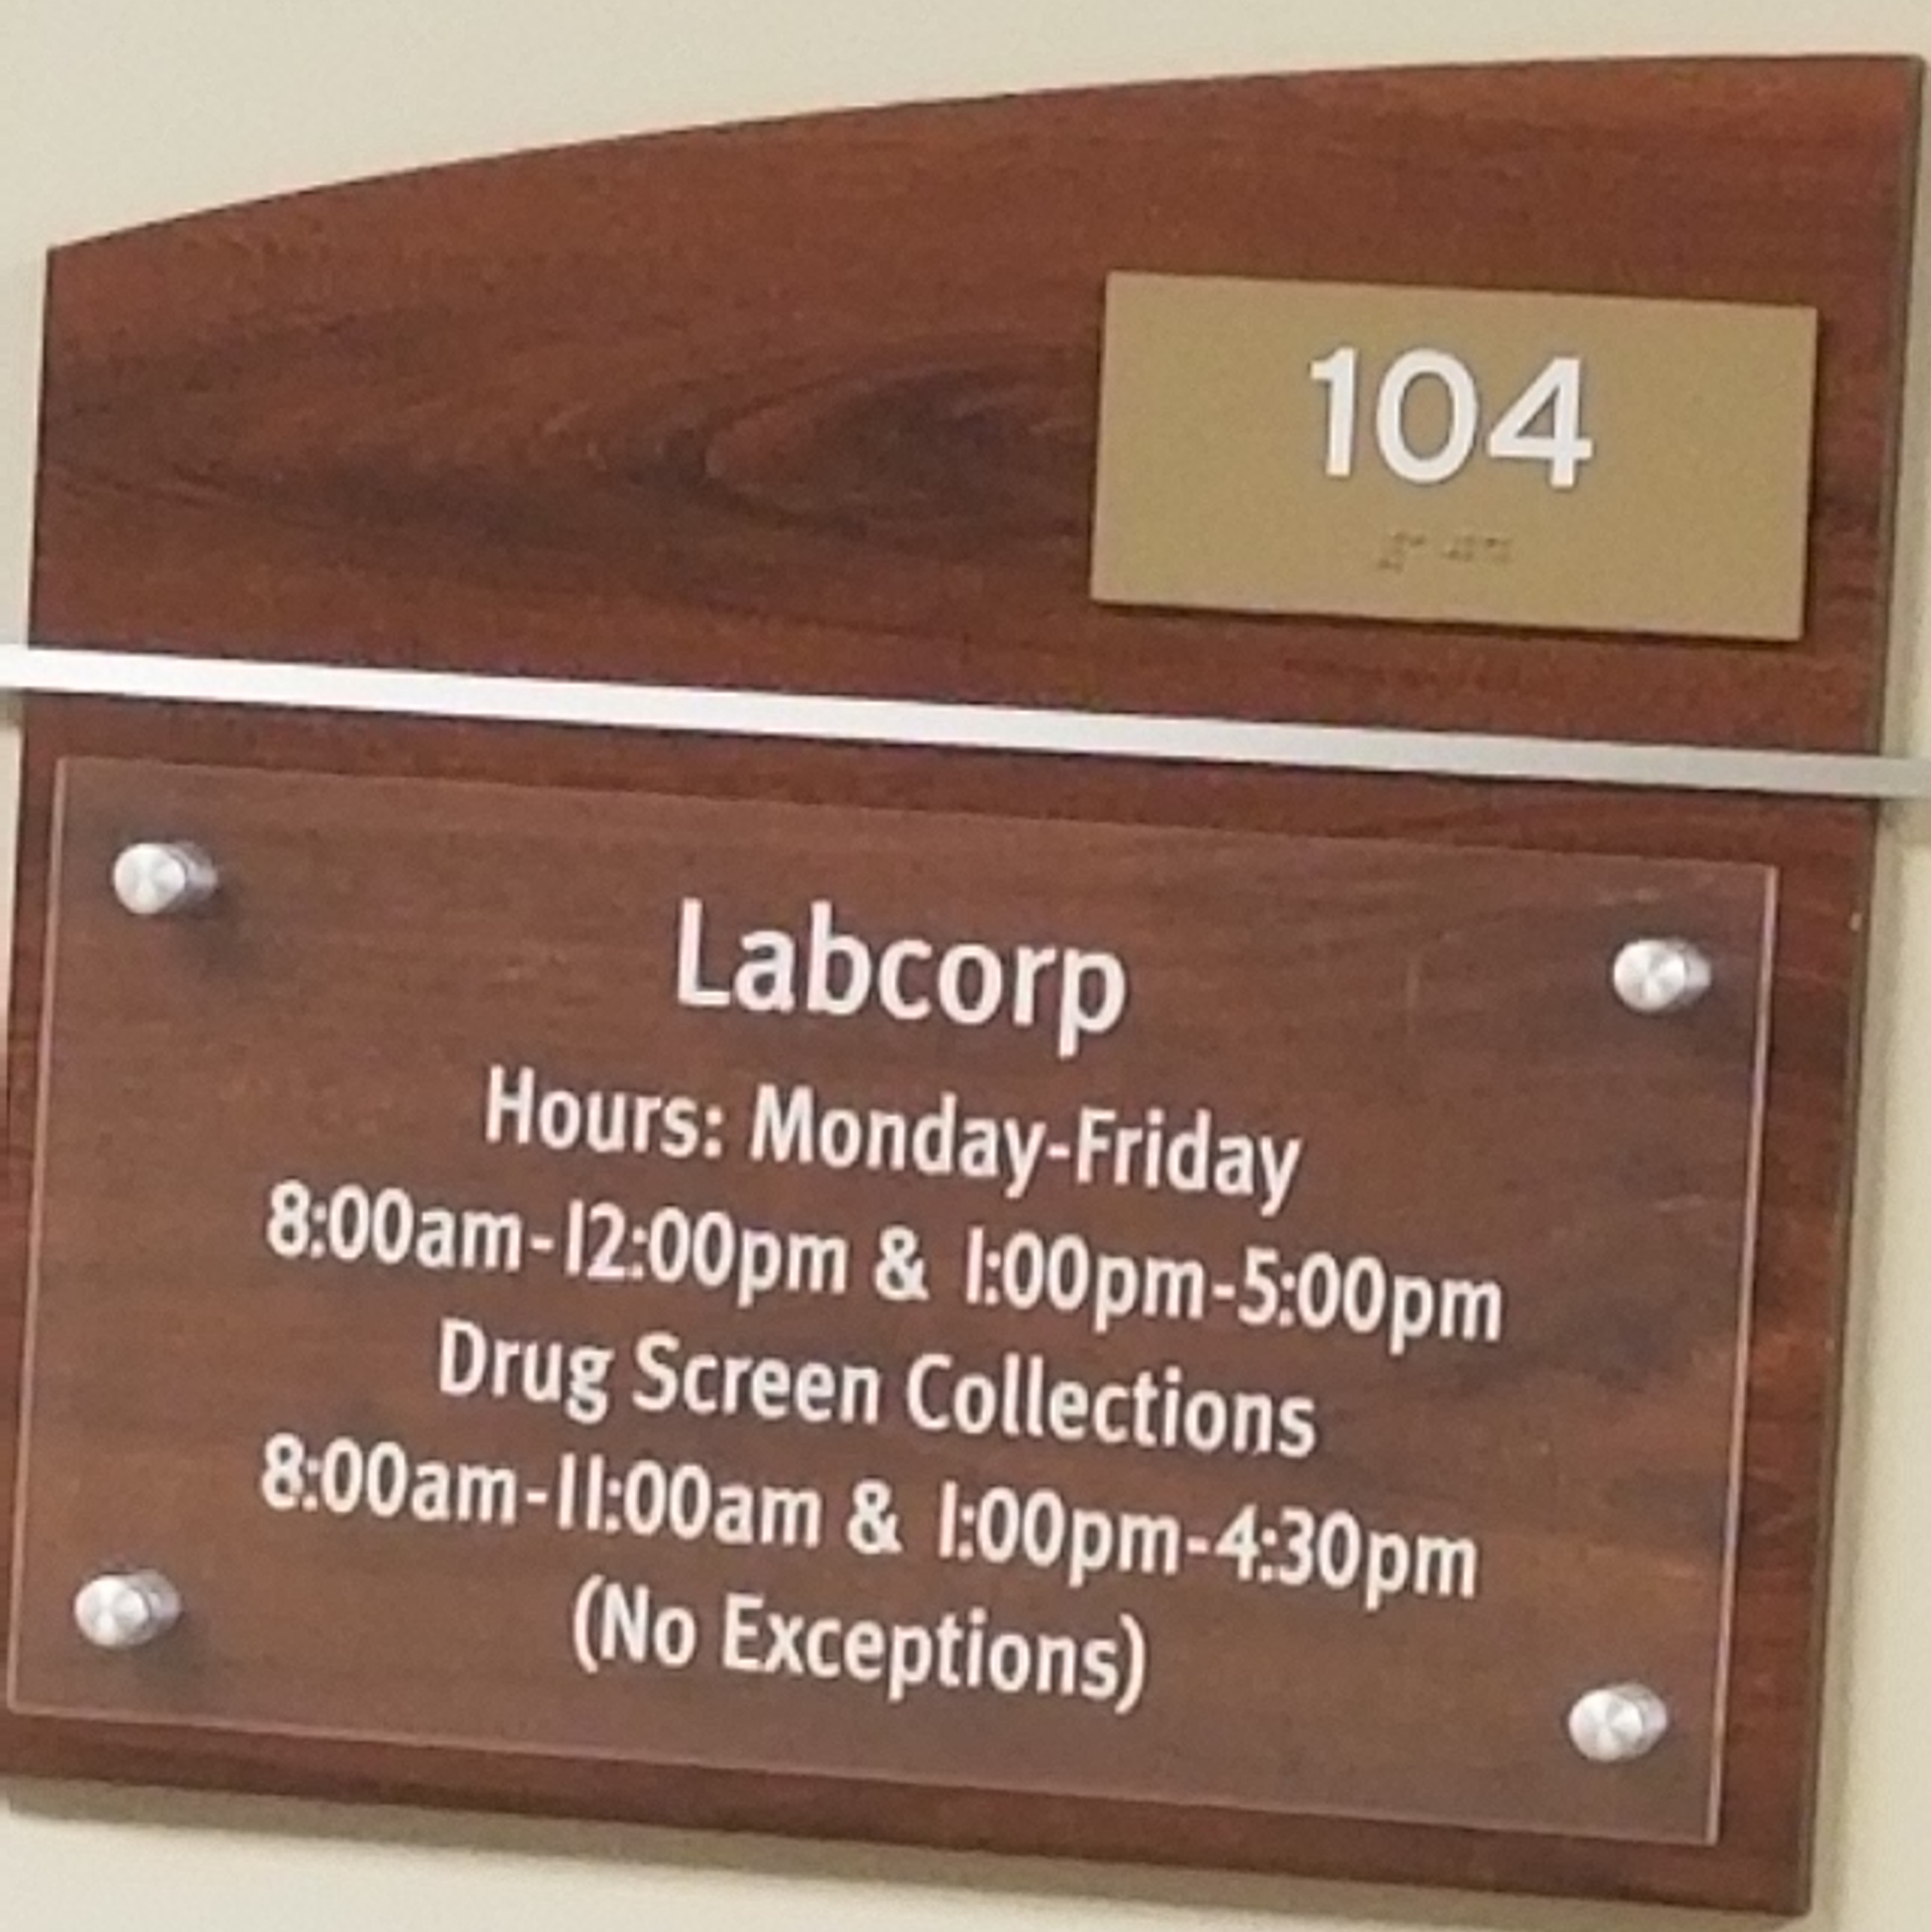 104
Labcorp
Hours: Monday-Friday
8:00am-12:00pm & 1:00pm-5:00pm
Drug Screen Collections
8:00am-11:00am & 1:00pm-4:30pm
(No Exceptions)